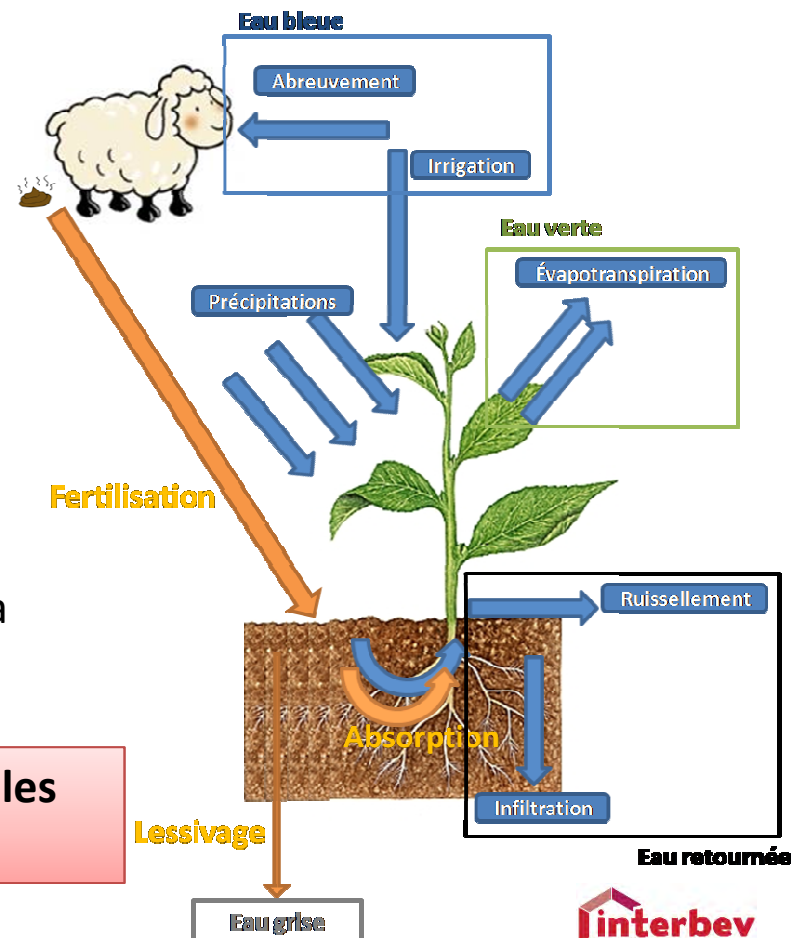 Eau bleue
Abreuvement
Irrigation
Eau verte
Évapotranspiration
Précipitations
Fertilisation
a
Ruissellement
Absorption
les
Infiltration
Lessivage
Eau retournée
Eau grise
interbev